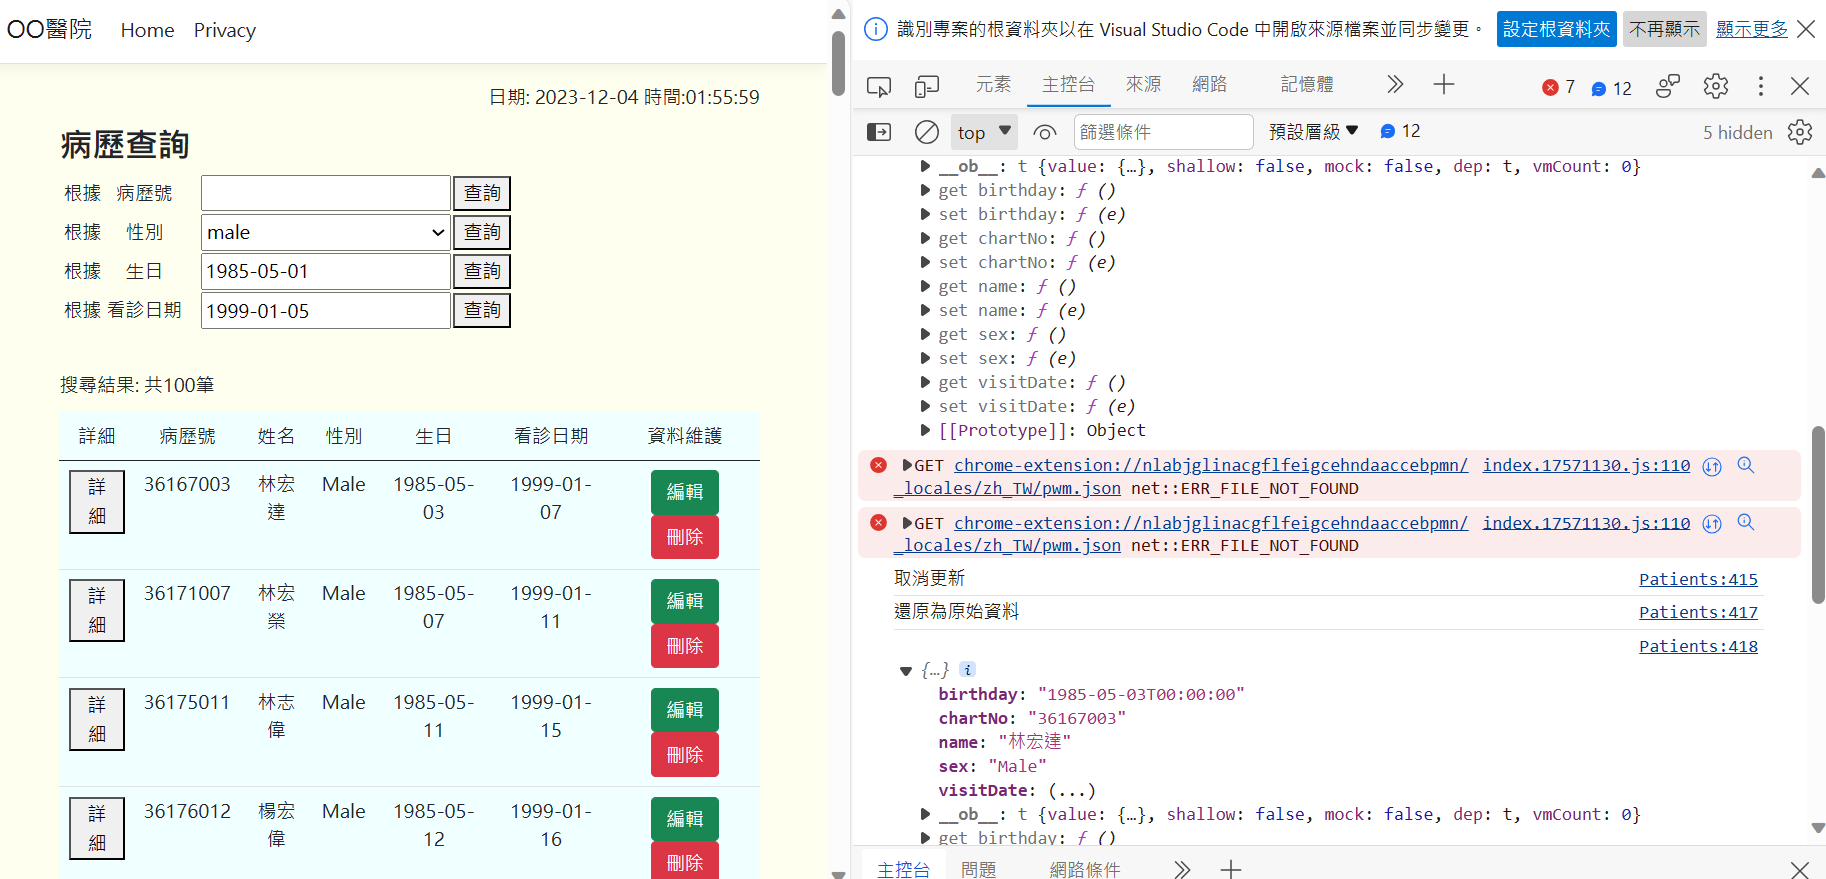 OO醫院 Home Privacy
日期: 2023-12-04 時間:01:55:59
病歷查詢
根據 病歷號 查詢
根據 性別 male 查詢
根據 生日 1985-05-01 查詢
根據 看診日期 1999-01-05 查詢
搜尋結果: 共100筆
詳細 病歷號 姓名 性別 生日 看診日期 資料維護
詳細 36167003 林宏達 Male 1985-05-03 1999-01-07 編輯 刪除
詳細 36171007 林宏榮 Male 1985-05-07 1999-01-11 編輯 刪除
詳細 36175011 林志偉 Male 1985-05-11 1999-01-15 編輯 刪除
詳細 36176012 楊宏偉 Male 1985-05-12 1999-01-16 編輯 刪除
識別專案的根資料夾以在 Visual Studio Code 中開啟來源檔案並同步變更。 設定根資料夾 不再顯示 顯示更多
元素 主控台 來源 網路 記憶體 7 12
top 篩選條件 預設層級 12 5 hidden
__ob__: t {value: {…}, shallow: false, mock: false, dep: t, vmCount: 0}
get birthday: ƒ ()
set birthday: ƒ (e)
get chartNo: ƒ ()
set chartNo: ƒ (e)
get name: ƒ ()
set name: ƒ (e)
get sex: ƒ ()
set sex: ƒ (e)
get visitDate: ƒ ()
set visitDate: ƒ (e)
[[Prototype]]: Object
GET chrome-extension://nlabjglinacgflfeigcehndaaccebpmn/ index.17571130.js:110
_locales/zh_TW/pwm.json net::ERR_FILE_NOT_FOUND
GET chrome-extension://nlabjglinacgflfeigcehndaaccebpmn/ index.17571130.js:110
_locales/zh_TW/pwm.json net::ERR_FILE_NOT_FOUND
取消更新 Patients:415
還原為原始資料 Patients:417
Patients:418
{…} i
birthday: "1985-05-03T00:00:00"
chartNo: "36167003"
name: "林宏達"
sex: "Male"
visitDate: (...)
__ob__: t {value: {…}, shallow: false, mock: false, dep: t, vmCount: 0}
get birthday: ƒ ()
主控台 問題 網路條件